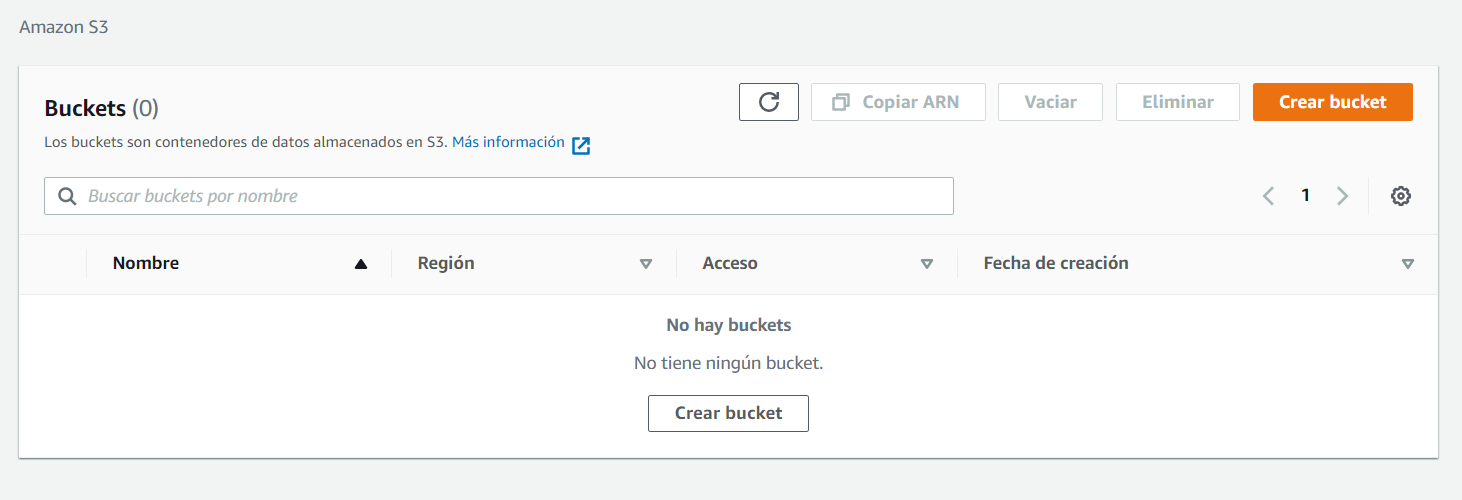 Amazon S3
Buckets (0)
Copiar ARN
Vaciar
Eliminar
Crear bucket
Los buckets son contenedores de datos almacenados en S3. Más información
Buscar buckets por nombre
1
Nombre
Región
Acceso
Fecha de creación
No hay buckets
No tiene ningún bucket.
Crear bucket